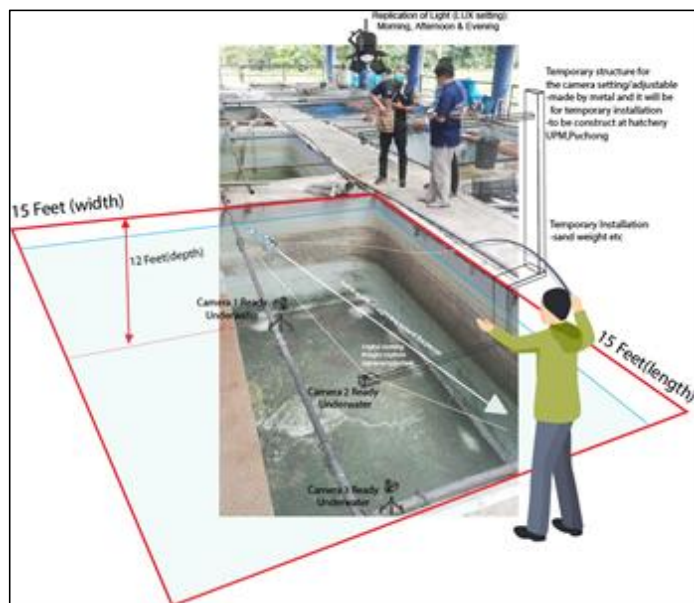 Replication of Light (LUX setting):
Morning, Afternoon & Evening
Temporary structure for
the camera setting/adjustable
-made by metal and it will be
for temporary installation
-to be construct at hatchery
UPM,Puchong
15 Feet (width)
12 Feet(depth)
Temporary Installation
-sand weight etc
Camera 1 Ready
Underwater
15 Feet(length)
Camera 2 Ready
Underwater
Camera 3 Ready
Underwater